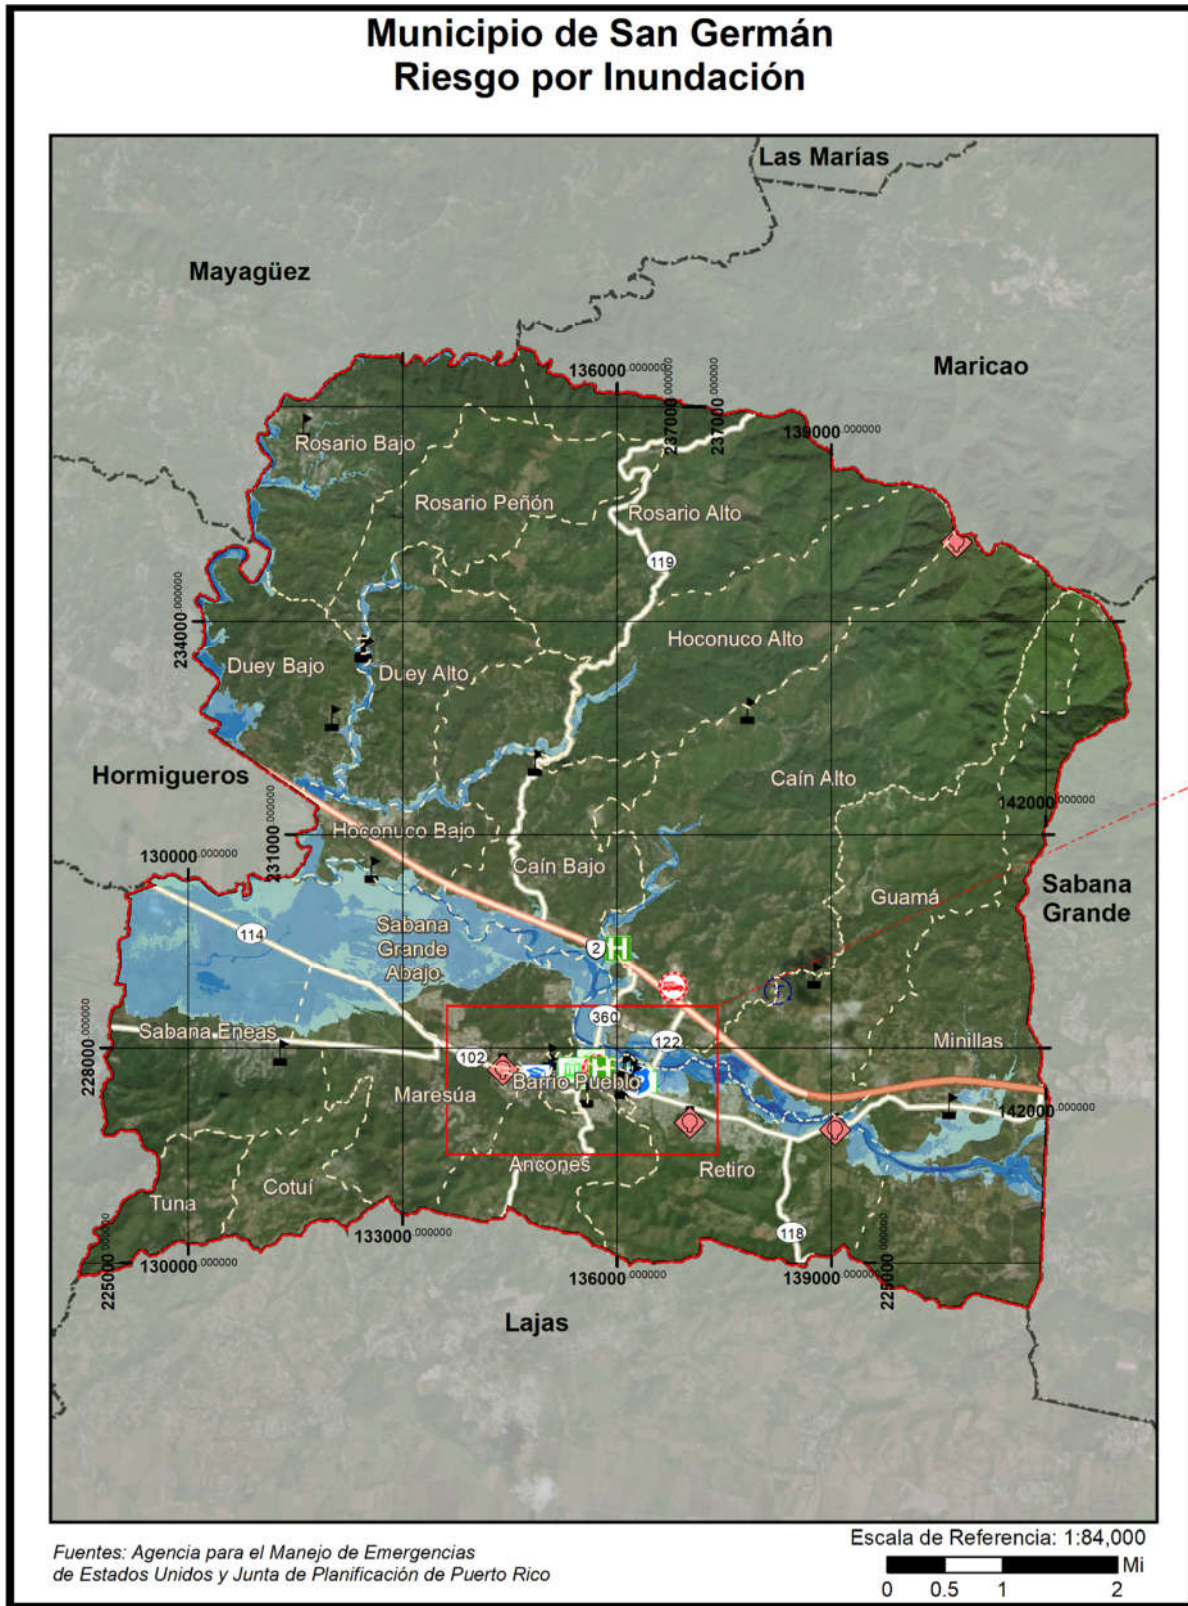 Municipio de San Germán
Riesgo por Inundación
Las Marías
Mayagüez
Maricao
136000.000000
237000.000000
237000.000000
139000.000000
Rosario Bajo
Rosario Peñón
Rosario Alto
119
234000.000000
Hoconuco Alto
Duey Bajo
Duey Alto
Hormigueros
Caín Alto
142000.000000
231000.000000
Hoconuco Bajo
130000.000000
Caín Bajo
Sabana
Grande
Guamá
Sabana
Grande
Abajo
114
2
H
360
Sabana Eneas
122
Minillas
228000.000000
102
H
Barrio Pueblo
Maresúa
142000.000000
Ancones
Retiro
Cotuí
Tuna
133000.000000
118
225000.000000
130000.000000
136000.000000
139000.000000
225000.000000
Lajas
Fuentes: Agencia para el Manejo de Emergencias
de Estados Unidos y Junta de Planificación de Puerto Rico
Escala de Referencia: 1:84,000
Mi
0 0.5 1 2